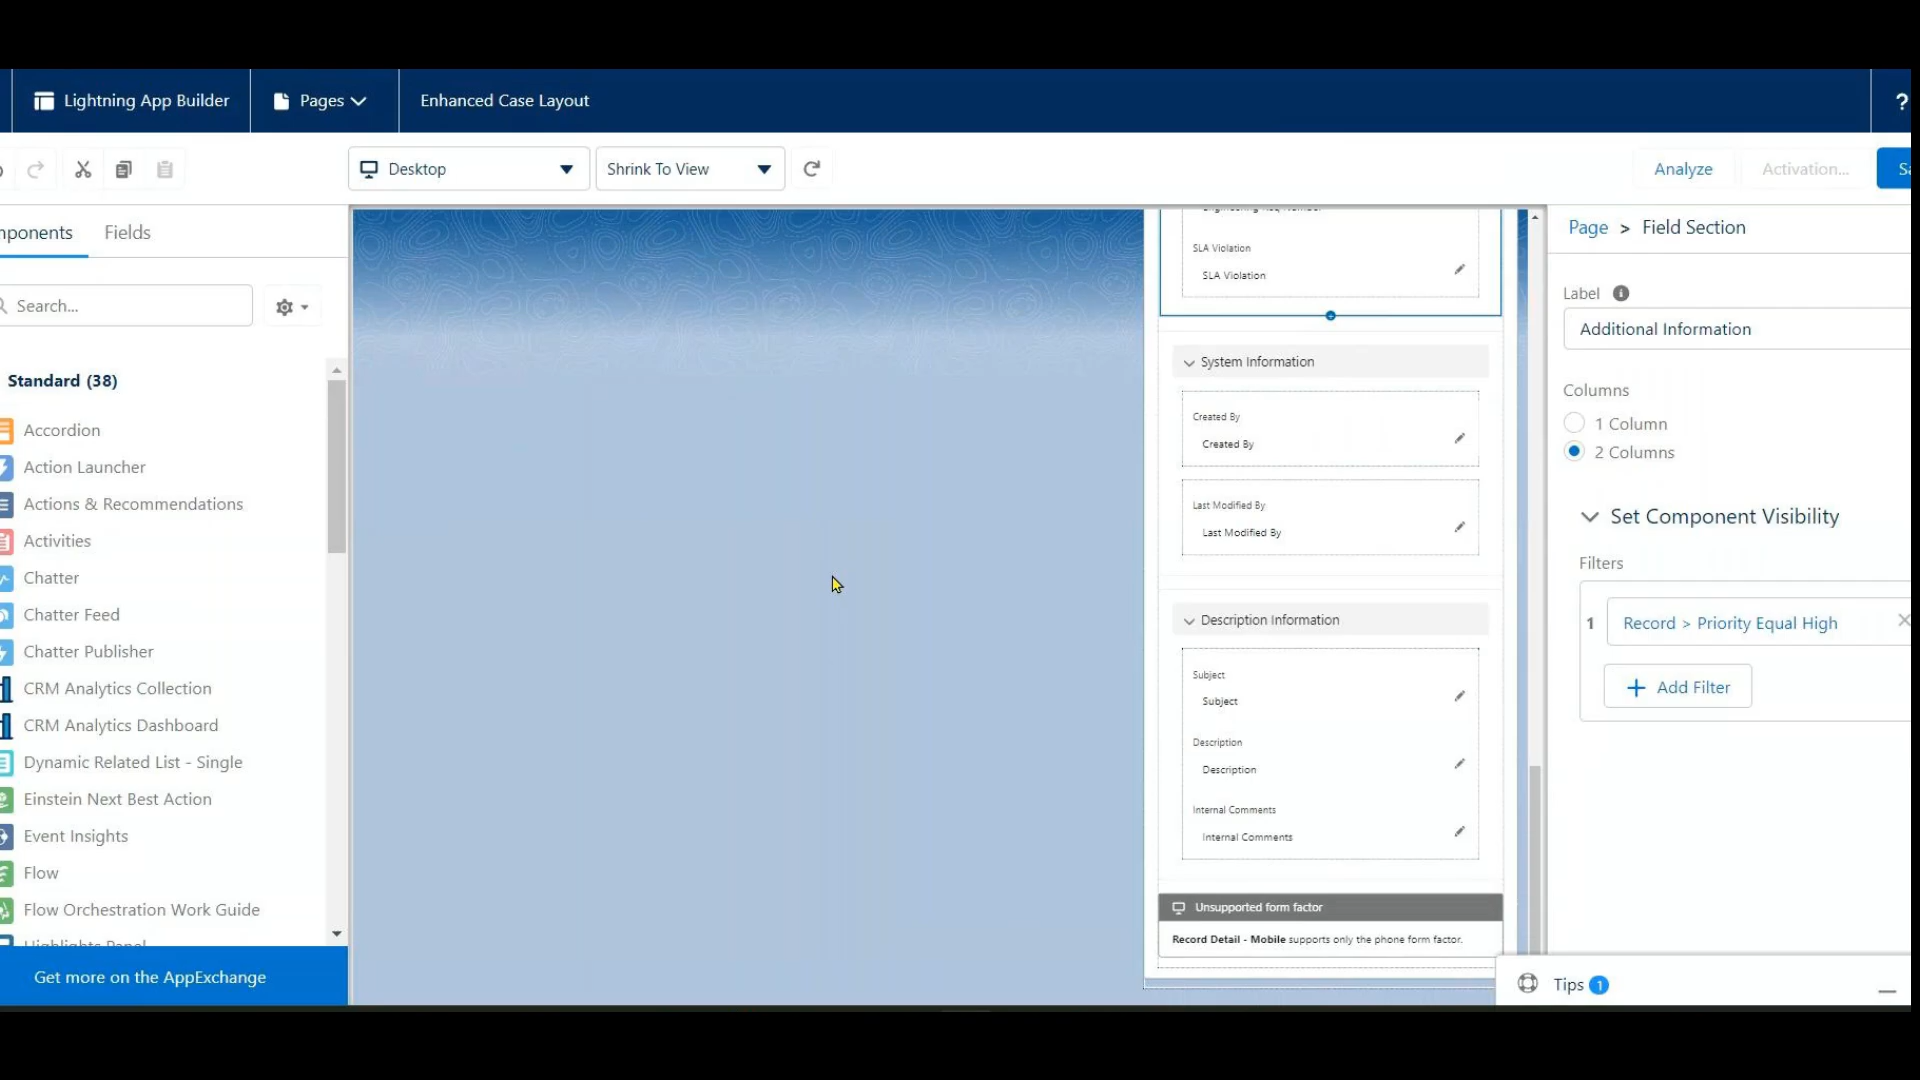 Lightning App Builder
Pages
Enhanced Case Layout
?
Desktop
Shrink To View
Analyze
Activation...
Fields
Search...
Standard (38)
Accordion
Action Launcher
Actions & Recommendations
Activities
Chatter
Chatter Feed
Chatter Publisher
CRM Analytics Collection
CRM Analytics Dashboard
Dynamic Related List - Single
Einstein Next Best Action
Event Insights
Flow
Flow Orchestration Work Guide
Highlights Panel
Get more on the AppExchange
SLA Violation
SLA Violation
System Information
Created By
Created By
Last Modified By
Last Modified By
Description Information
Subject
Subject
Description
Description
Internal Comments
Internal Comments
Unsupported form factor
Record Detail - Mobile supports only the phone form factor.
Page > Field Section
Label
Additional Information
Columns
1 Column
2 Columns
Set Component Visibility
Filters
1
Record > Priority Equal High
Add Filter
Tips 1